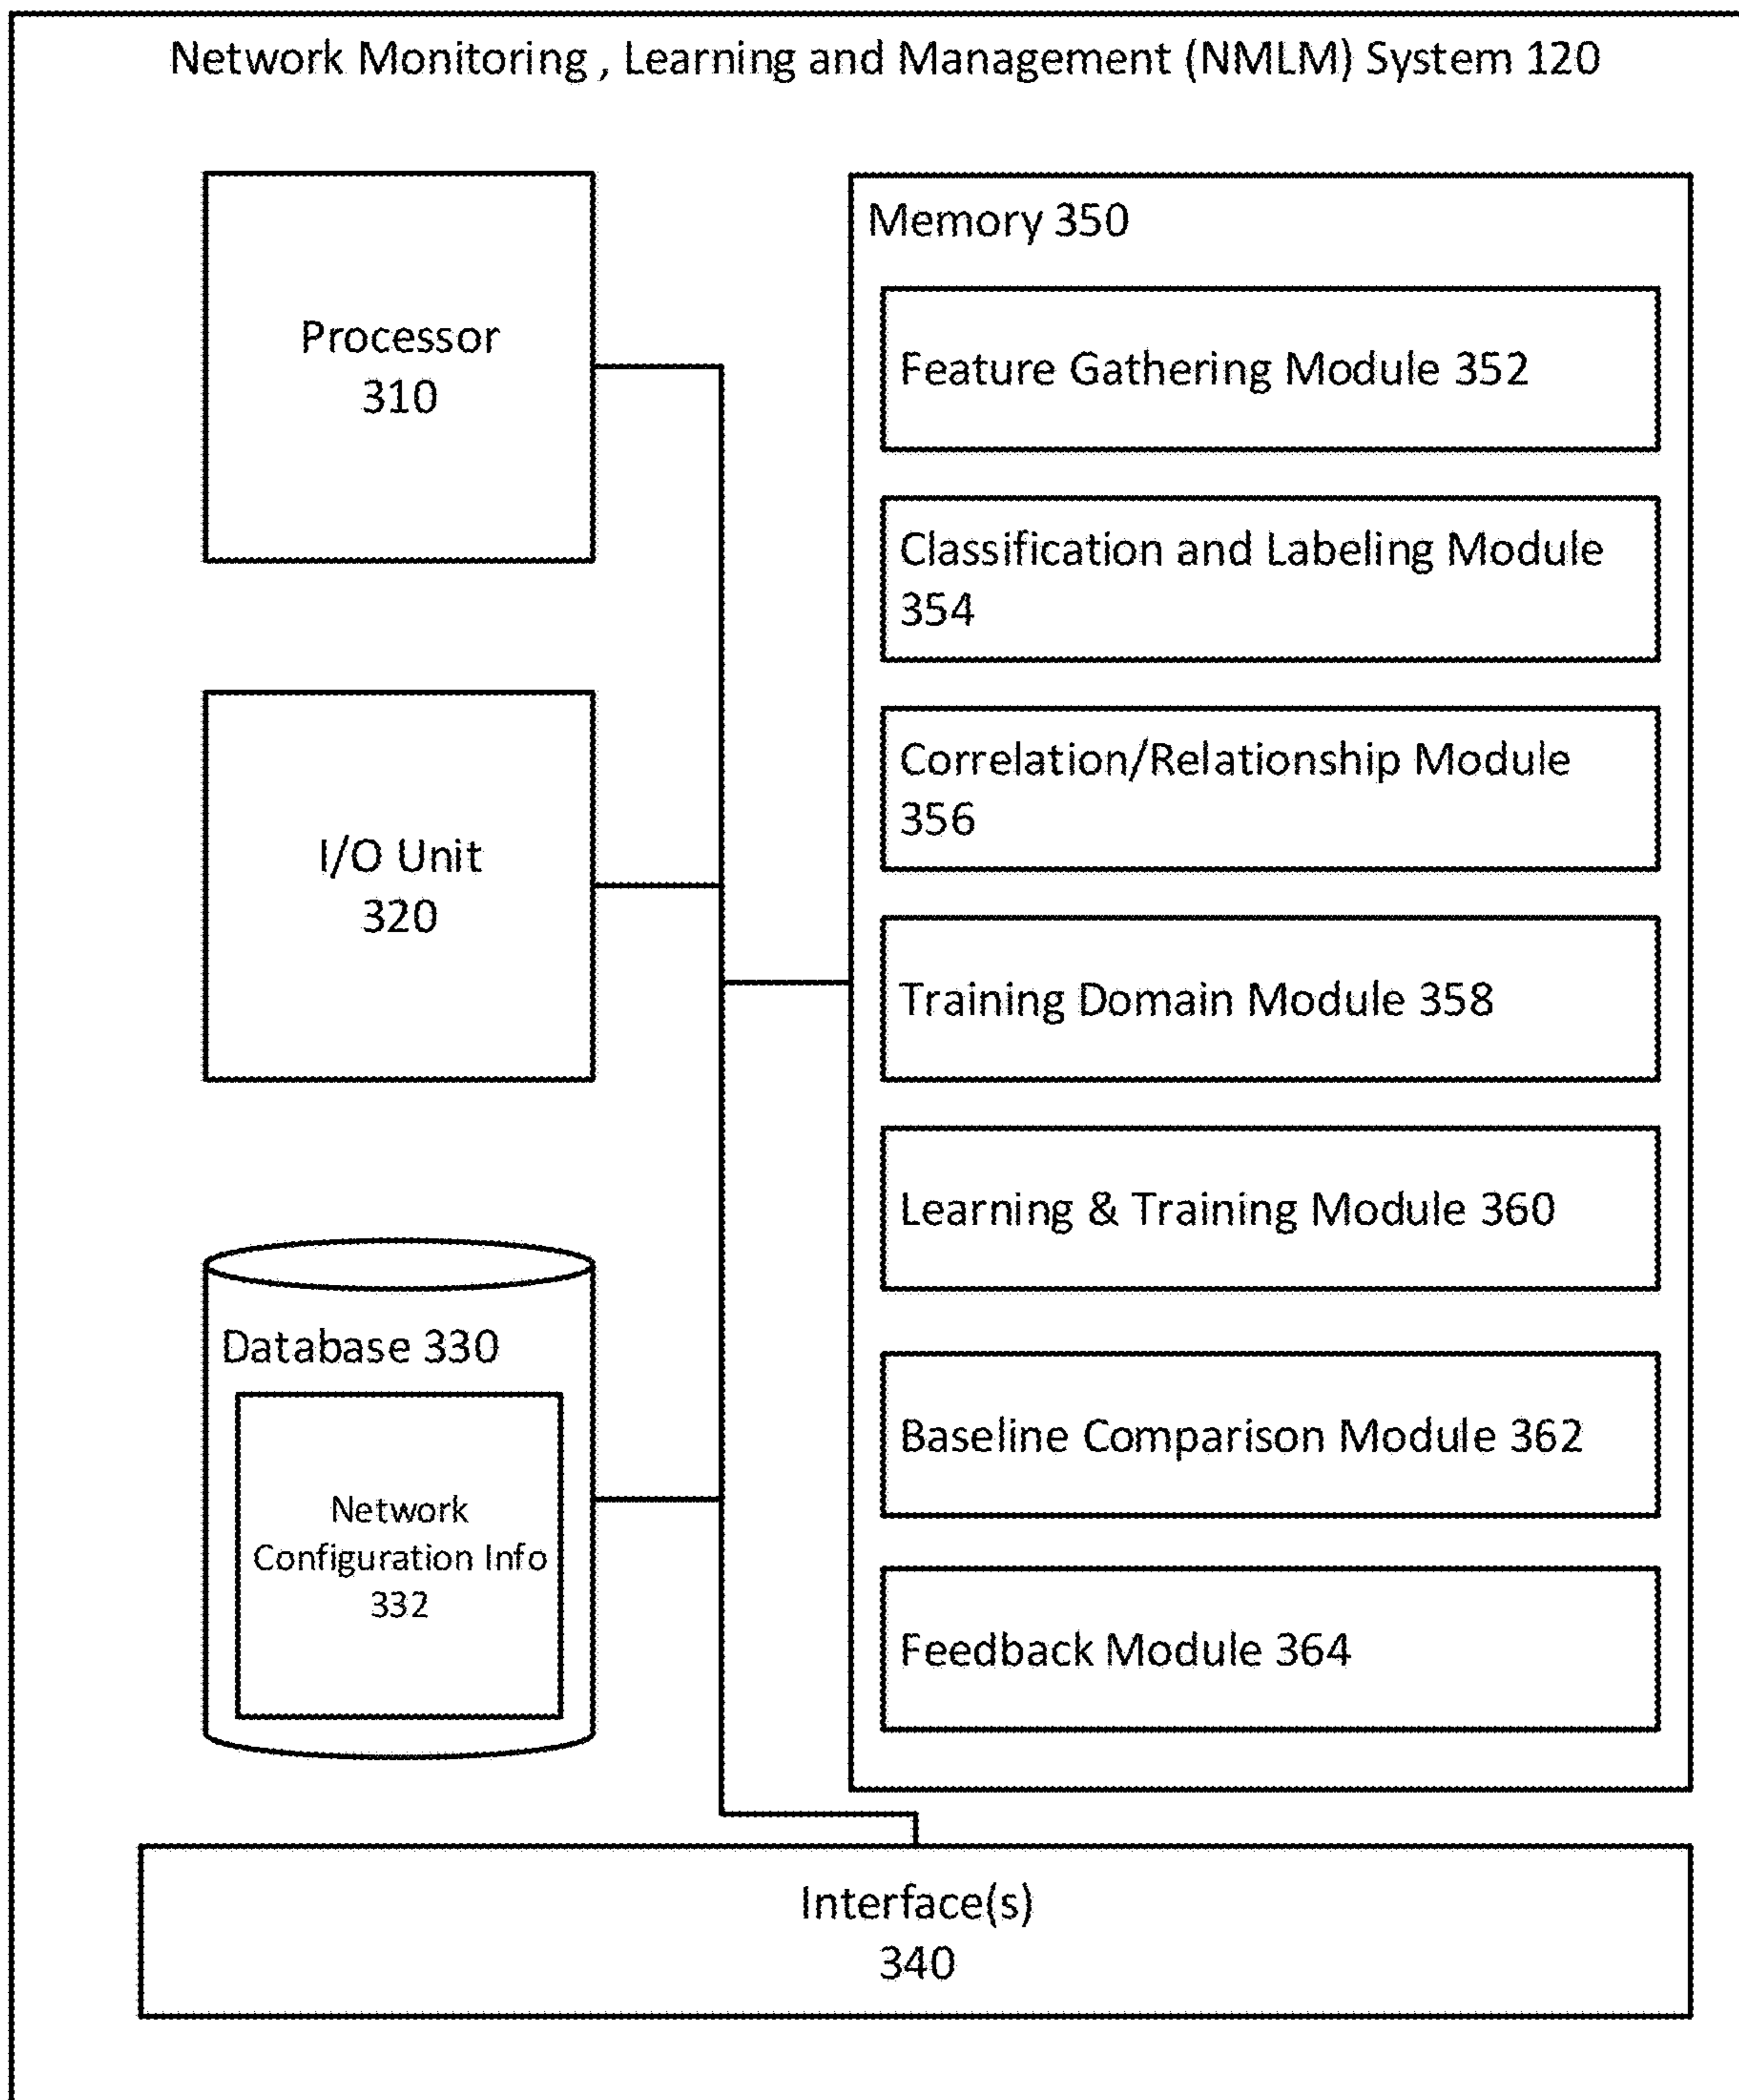 Network Monitoring , Learning and Management (NMLM) System 120
Processor
310
I/O Unit
320
Database 330
Network
Configuration Info
332
Memory 350
Feature Gathering Module 352
Classification and Labeling Module
354
Correlation/Relationship Module
356
Training Domain Module 358
Learning & Training Module 360
Baseline Comparison Module 362
Feedback Module 364
Interface(s)
340